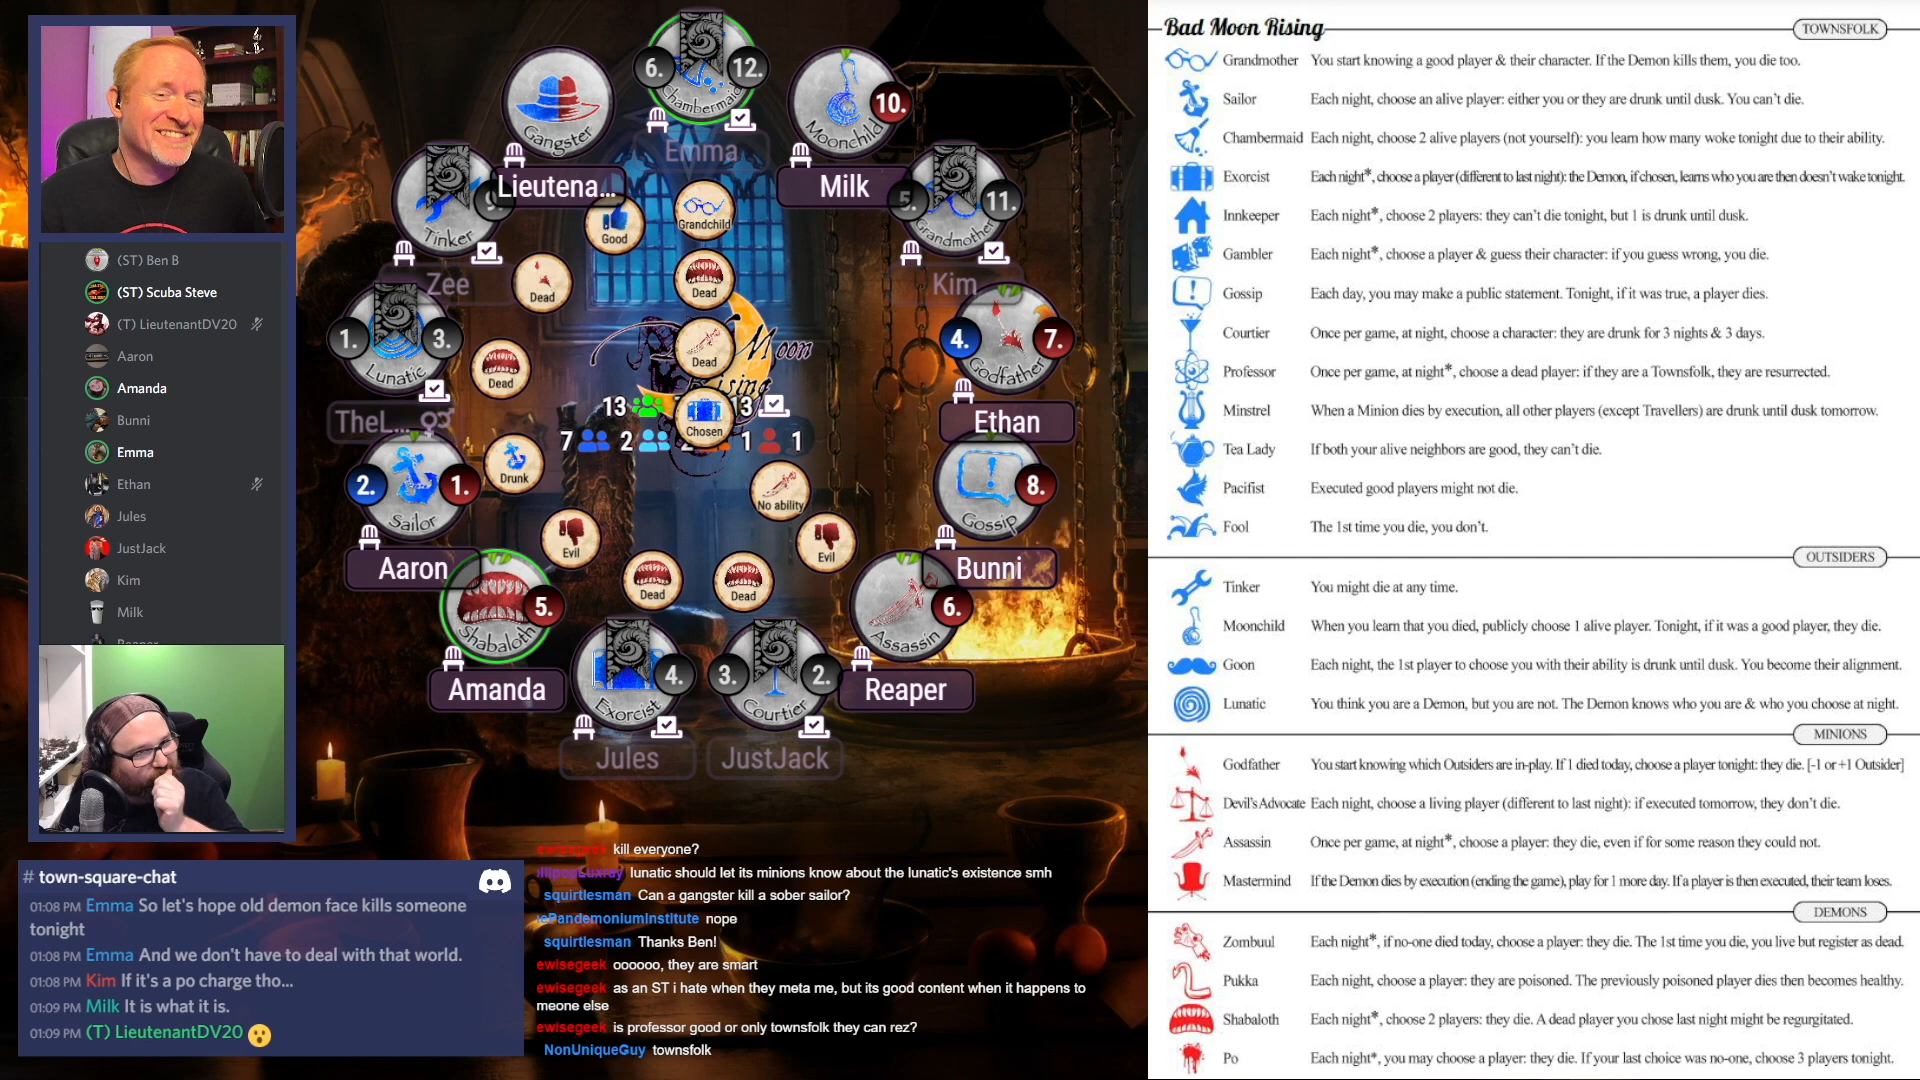 (ST) Ben B
(ST) Scuba Steve
(T) LieutenantDV20
Aaron
Amanda
Bunni
Emma
Ethan
Jules
JustJack
Kim
Milk
Reaper
# town-square-chat
01:08 PM Emma So let's hope old demon face kills someone
tonight
01:08 PM Emma And we don't have to deal with that world.
01:08 PM Kim If it's a po charge tho...
01:09 PM Milk It is what it is.
01:09 PM (T) LieutenantDV20 😮
6. 12.
Chambermaid
Emma
Gangster
Lieutena...
Moonchild
10.
Milk
Tinker
9.
Zee
5. 11.
Grandmother
Kim
Good
Grandchild
Dead
Dead
Dead
Dead
1. 3.
Lunatic
TheL...
4. 7.
Godfather
Ethan
Moon
Rising
13 13
Chosen
7 2 1 1
2. 1.
Sailor
Aaron
Drunk
No ability
8.
Gossip
Bunni
Evil
Evil
Dead
Dead
5.
Shabaloth
Amanda
4.
Exorcist
Jules
3. 2.
Courtier
JustJack
6.
Assassin
Reaper
kill everyone?
lunatic should let its minions know about the lunatic's existence smh
squirtlesman Can a gangster kill a sober sailor?
ePandemoniumInstitute nope
squirtlesman Thanks Ben!
ewisegeek oooooo, they are smart
ewisegeek as an ST i hate when they meta me, but its good content when it happens to
meone else
ewisegeek is professor good or only townsfolk they can rez?
NonUniqueGuy townsfolk
Bad Moon Rising
TOWNSFOLK
Grandmother You start knowing a good player & their character. If the Demon kills them, you die too.
Sailor Each night, choose an alive player: either you or they are drunk until dusk. You can't die.
Chambermaid Each night, choose 2 alive players (not yourself): you learn how many woke tonight due to their ability.
Exorcist Each night*, choose a player (different to last night): the Demon, if chosen, learns who you are then doesn't wake tonight.
Innkeeper Each night*, choose 2 players: they can't die tonight, but 1 is drunk until dusk.
Gambler Each night*, choose a player & guess their character: if you guess wrong, you die.
Gossip Each day, you may make a public statement. Tonight, if it was true, a player dies.
Courtier Once per game, at night, choose a character: they are drunk for 3 nights & 3 days.
Professor Once per game, at night*, choose a dead player: if they are a Townsfolk, they are resurrected.
Minstrel When a Minion dies by execution, all other players (except Travellers) are drunk until dusk tomorrow.
Tea Lady If both your alive neighbors are good, they can't die.
Pacifist Executed good players might not die.
Fool The 1st time you die, you don't.
OUTSIDERS
Tinker You might die at any time.
Moonchild When you learn that you died, publicly choose 1 alive player. Tonight, if it was a good player, they die.
Goon Each night, the 1st player to choose you with their ability is drunk until dusk. You become their alignment.
Lunatic You think you are a Demon, but you are not. The Demon knows who you are & who you choose at night.
MINIONS
Godfather You start knowing which Outsiders are in-play. If 1 died today, choose a player tonight: they die. [-1 or +1 Outsider]
Devil's Advocate Each night, choose a living player (different to last night): if executed tomorrow, they don't die.
Assassin Once per game, at night*, choose a player: they die, even if for some reason they could not.
Mastermind If the Demon dies by execution (ending the game), play for 1 more day. If a player is then executed, their team loses.
DEMONS
Zombuul Each night*, if no-one died today, choose a player: they die. The 1st time you die, you live but register as dead.
Pukka Each night, choose a player: they are poisoned. The previously poisoned player dies then becomes healthy.
Shabaloth Each night*, choose 2 players: they die. A dead player you chose last night might be regurgitated.
Po Each night*, you may choose a player: they die. If your last choice was no-one, choose 3 players tonight.